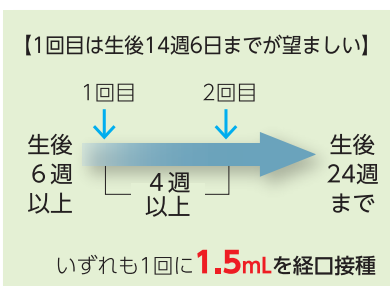 【1回目は生後14週6日までが望ましい】
1回目 2回目
生後
6週
以上
4週
以上
生後
24週
まで
いずれも1回に1.5mLを経口接種